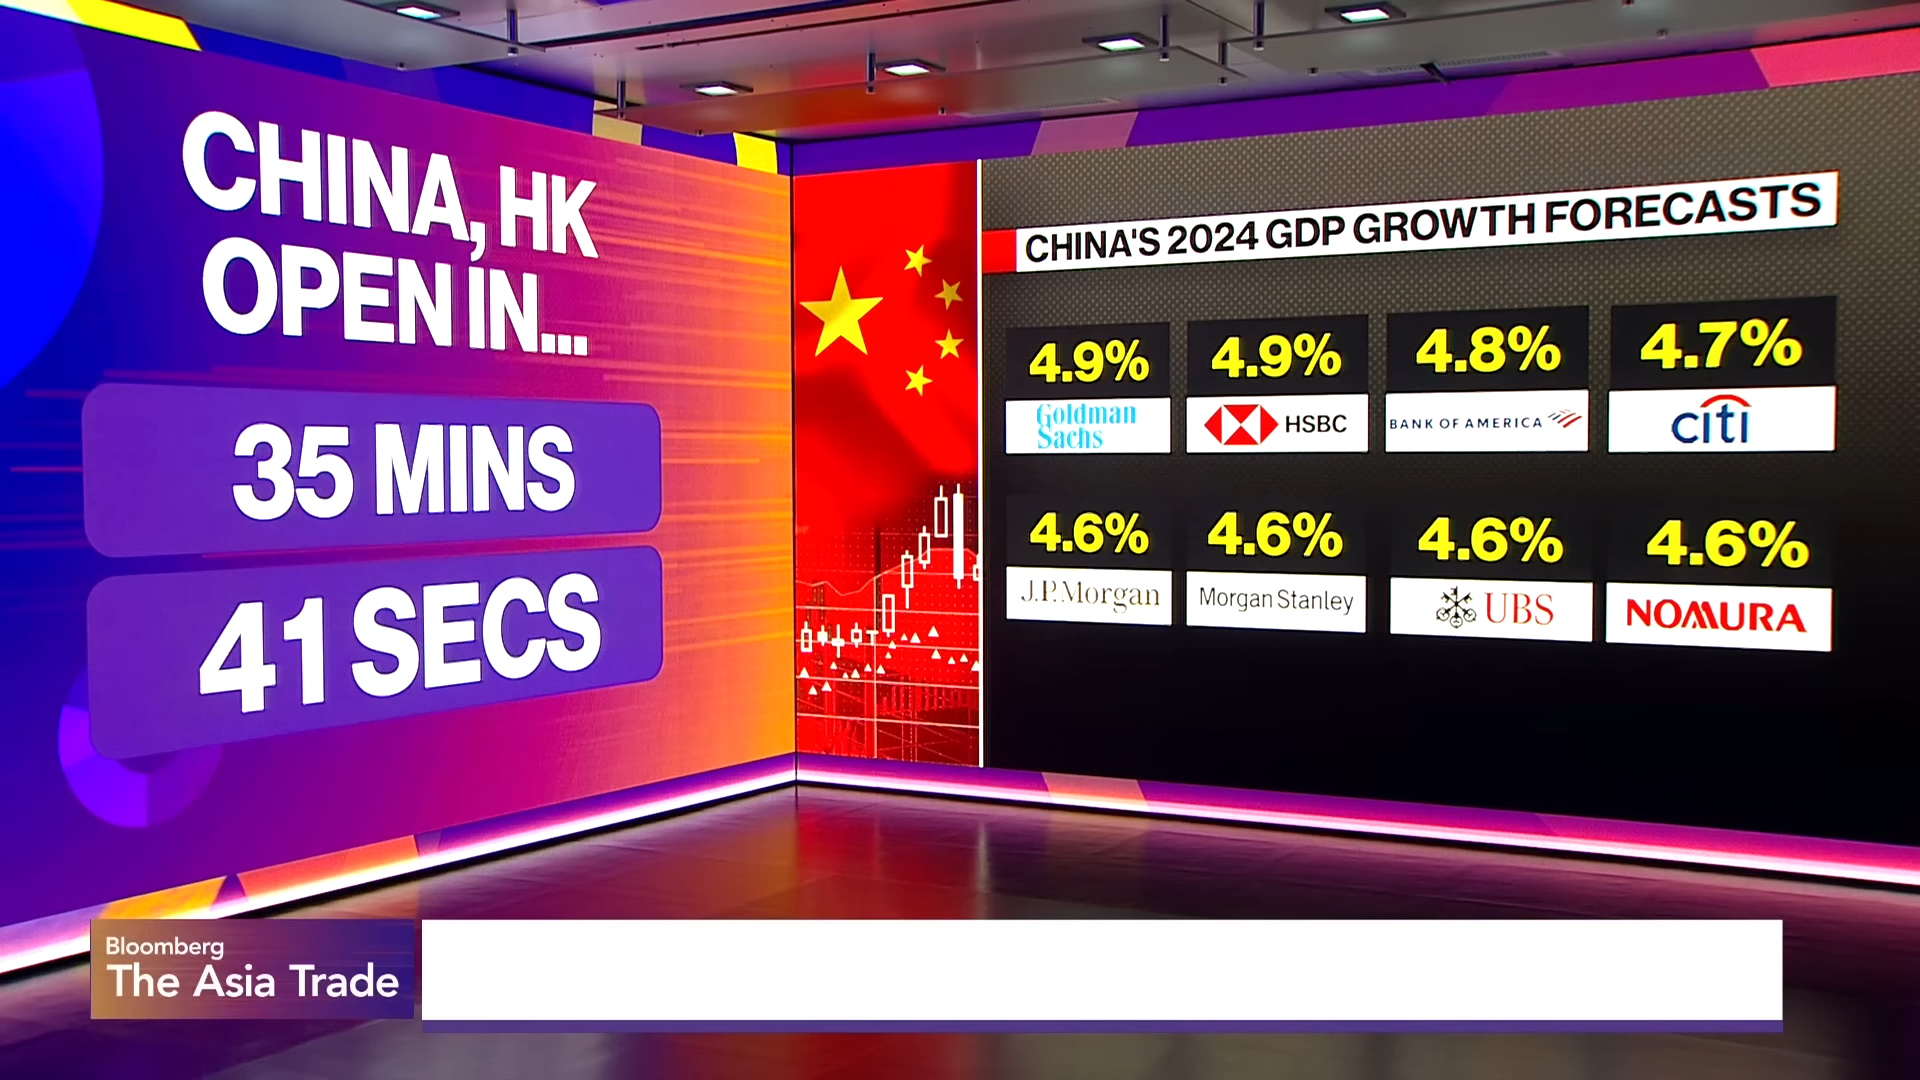 CHINA, HK
OPEN IN...
35 MINS
41 SECS
CHINA'S 2024 GDP GROWTH FORECASTS
4.9%
4.9%
4.8%
4.7%
Goldman
Sachs
HSBC
BANK OF AMERICA
citi
4.6%
4.6%
4.6%
4.6%
J.P.Morgan
Morgan Stanley
UBS
NOMURA
Bloomberg
The Asia Trade